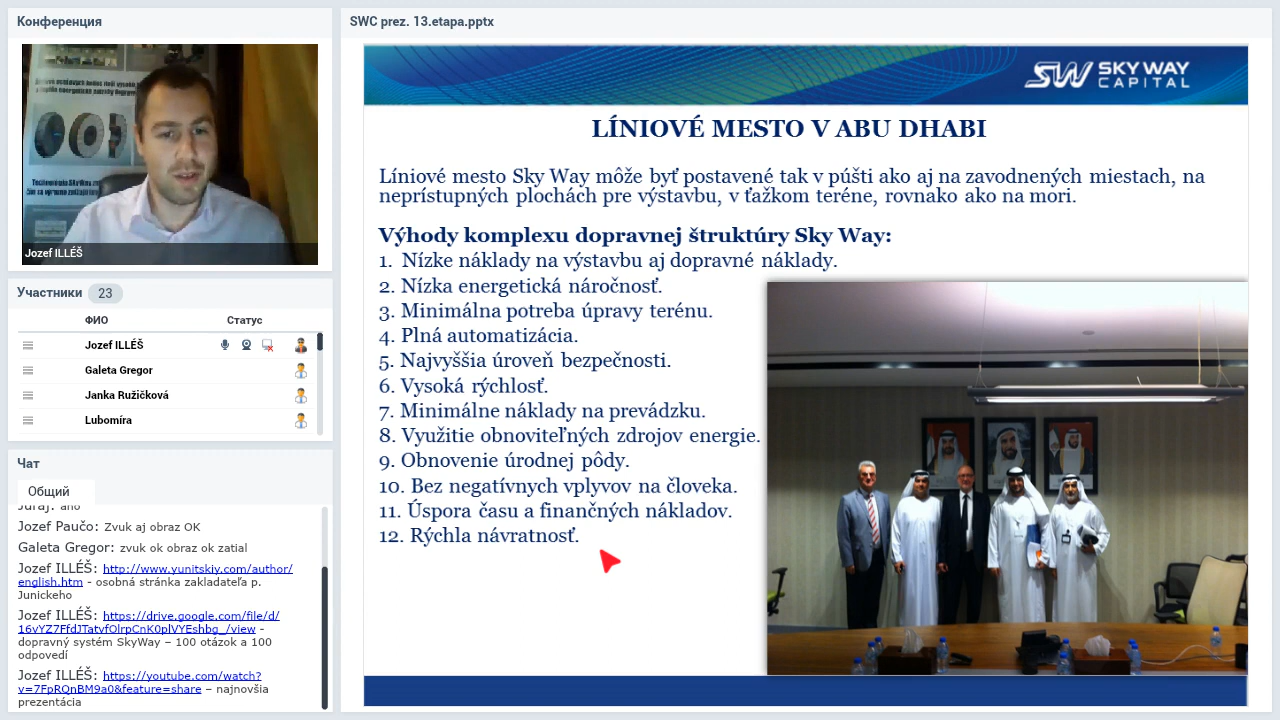 Конференция
Jozef ILLÉŠ
Участники 23
ФИО Статус
Jozef ILLÉŠ
Galeta Gregor
Janka Ružičková
Lubomíra
Чат
Общий
Juraj: áno
Jozef Paučo: Zvuk aj obraz OK
Galeta Gregor: zvuk ok obraz ok zatial
Jozef ILLÉŠ: http://www.yunitskiy.com/author/
english.htm - osobná stránka zakladateľa p.
Junickeho
Jozef ILLÉŠ: https://drive.google.com/file/d/
16vYZ7FfdJTatvfOlrpCnK0plVYEshbg_/view -
dopravný systém SkyWay – 100 otázok a 100
odpovedí
Jozef ILLÉŠ: https://youtube.com/watch?
v=7FpRQnBM9a0&feature=share – najnovšia
prezentácia
SWC prez. 13.etapa.pptx
SW SKY WAY
CAPITAL
LÍNIOVÉ MESTO V ABU DHABI
Líniové mesto Sky Way môže byť postavené tak v púšti ako aj na zavodnených miestach, na
neprístupných plochách pre výstavbu, v ťažkom teréne, rovnako ako na mori.
Výhody komplexu dopravnej štruktúry Sky Way:
1. Nízke náklady na výstavbu aj dopravné náklady.
2. Nízka energetická náročnosť.
3. Minimálna potreba úpravy terénu.
4. Plná automatizácia.
5. Najvyššia úroveň bezpečnosti.
6. Vysoká rýchlosť.
7. Minimálne náklady na prevádzku.
8. Využitie obnoviteľných zdrojov energie.
9. Obnovenie úrodnej pôdy.
10. Bez negatívnych vplyvov na človeka.
11. Úspora času a finančných nákladov.
12. Rýchla návratnosť.